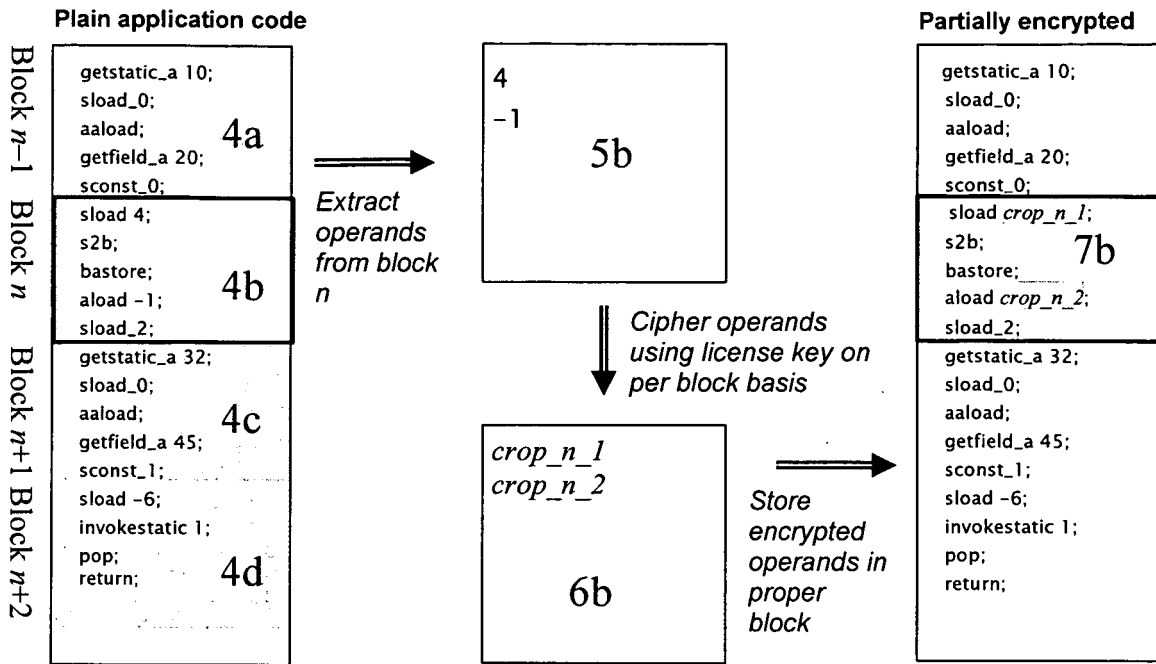 Plain application code
Block n–1
Block n
Block n+1
Block n+2
getstatic_a 10;
sload_0;
aaload;
getfield_a 20;
sconst_0;
4a
sload 4;
s2b;
bastore;
aload -1;
sload_2;
4b
getstatic_a 32;
sload_0;
aaload;
getfield_a 45;
sconst_1;
4c
sload -6;
invokestatic 1;
pop;
return;
4d
Extract
operands
from block
n
4
–1
5b
Cipher operands
using license key on
per block basis
crop_n_1
crop_n_2
6b
Store
encrypted
operands in
proper
block
Partially encrypted
getstatic_a 10;
sload_0;
aaload;
getfield_a 20;
sconst_0;
sload crop_n_1;
s2b;
bastore;
aload crop_n_2;
sload_2;
7b
getstatic_a 32;
sload_0;
aaload;
getfield_a 45;
sconst_1;
sload -6;
invokestatic 1;
pop;
return;